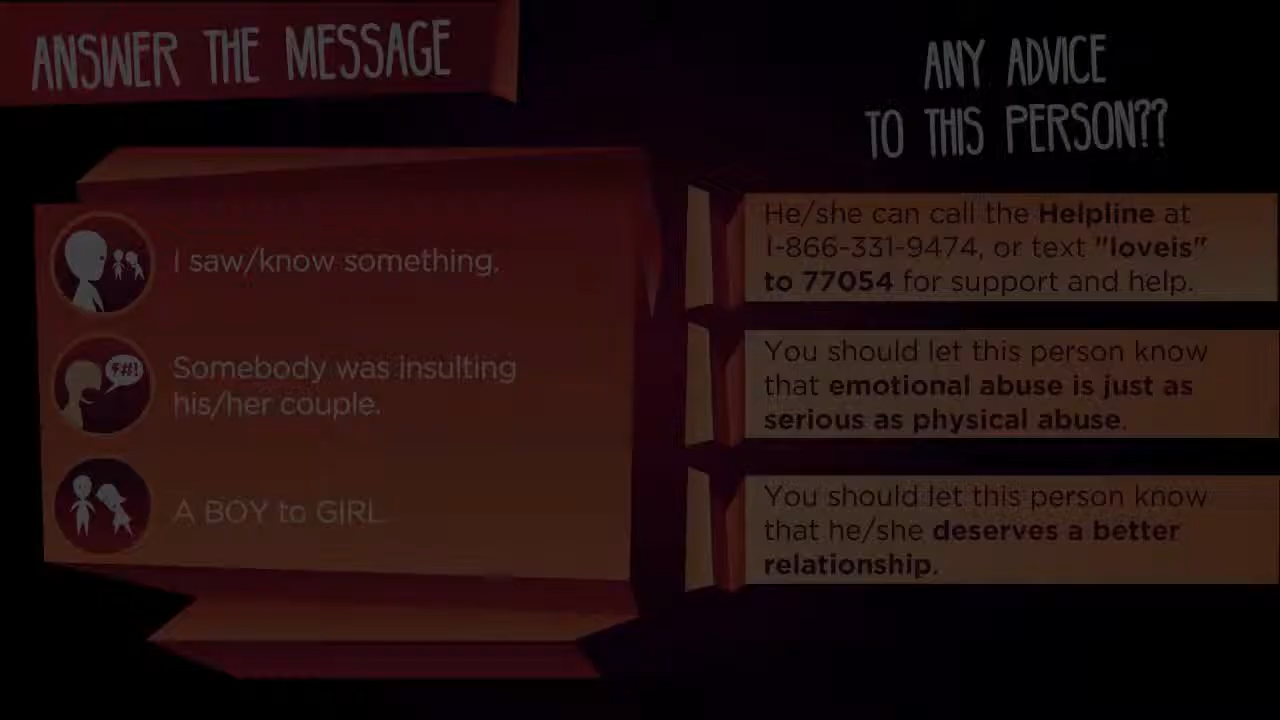 ANSWER THE MESSAGE
I saw/know something.
#!
Somebody was insulting
his/her couple.
A BOY to GIRL
ANY ADVICE
TO THIS PERSON??
He/she can call the Helpline at
1-866-331-9474, or text "loveis"
to 77054 for support and help.
You should let this person know
that emotional abuse is just as
serious as physical abuse.
You should let this person know
that he/she deserves a better
relationship.